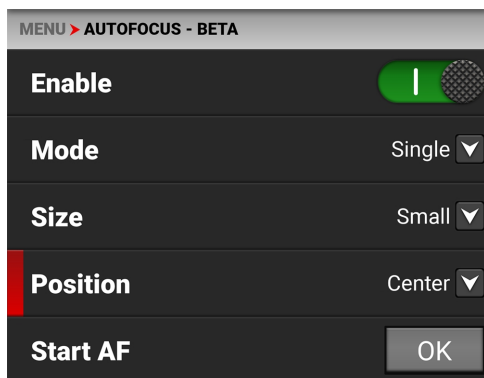 MENU > AUTOFOCUS - BETA
Enable
Mode Single
Size Small
Position Center
Start AF OK